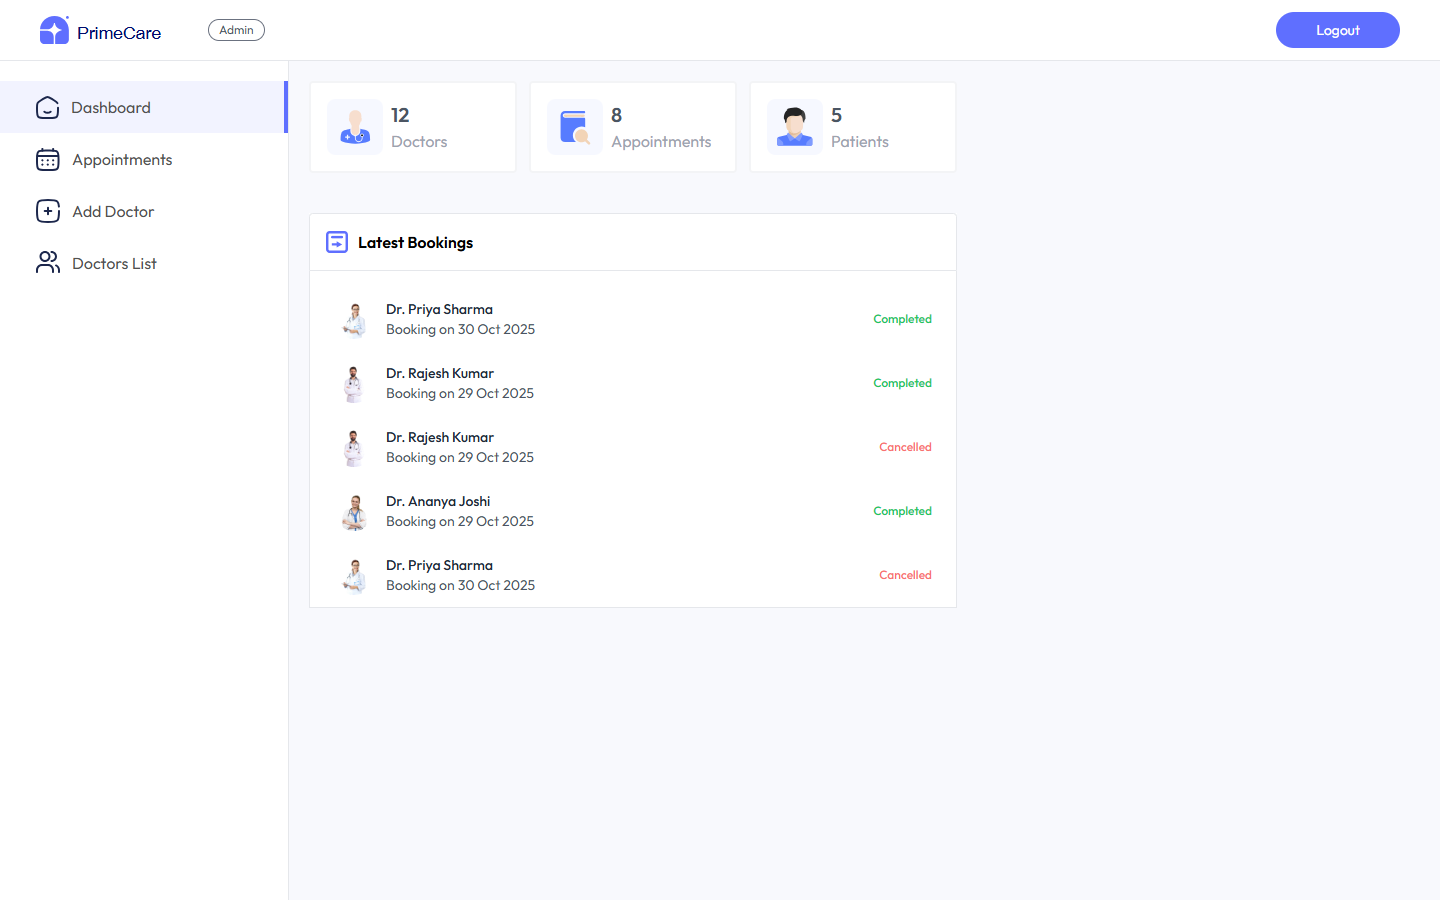 PrimeCare
Admin
Logout
Dashboard
Appointments
Add Doctor
Doctors List
12
Doctors
8
Appointments
5
Patients
Latest Bookings
Dr. Priya Sharma
Booking on 30 Oct 2025
Completed
Dr. Rajesh Kumar
Booking on 29 Oct 2025
Completed
Dr. Rajesh Kumar
Booking on 29 Oct 2025
Cancelled
Dr. Ananya Joshi
Booking on 29 Oct 2025
Completed
Dr. Priya Sharma
Booking on 30 Oct 2025
Cancelled